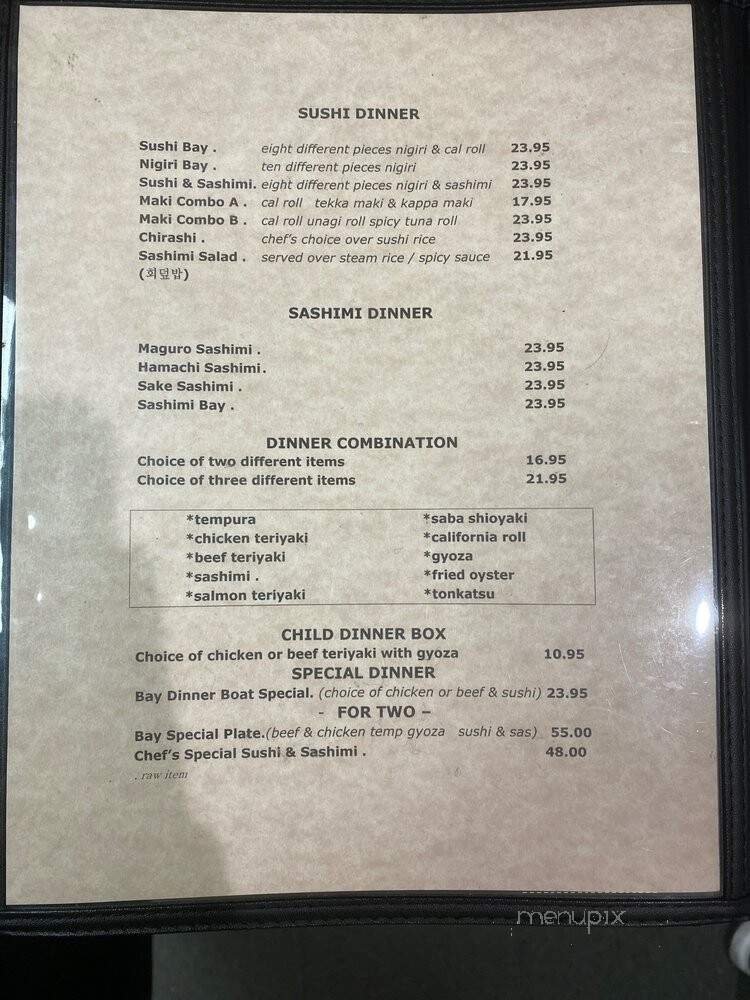 SUSHI DINNER
Sushi Bay . eight different pieces nigiri & cal roll 23.95
Nigiri Bay . ten different pieces nigiri 23.95
Sushi & Sashimi. eight different pieces nigiri & sashimi 23.95
Maki Combo A . cal roll tekka maki & kappa maki 17.95
Maki Combo B . cal roll unagi roll spicy tuna roll 23.95
Chirashi . chef's choice over sushi rice 23.95
Sashimi Salad . served over steam rice / spicy sauce 21.95
(회덮밥)
SASHIMI DINNER
Maguro Sashimi . 23.95
Hamachi Sashimi. 23.95
Sake Sashimi . 23.95
Sashimi Bay . 23.95
DINNER COMBINATION
Choice of two different items 16.95
Choice of three different items 21.95
*tempura *saba shioyaki
*chicken teriyaki *california roll
*beef teriyaki *gyoza
*sashimi . *fried oyster
*salmon teriyaki *tonkatsu
CHILD DINNER BOX
Choice of chicken or beef teriyaki with gyoza 10.95
SPECIAL DINNER
Bay Dinner Boat Special. (choice of chicken or beef & sushi) 23.95
- FOR TWO –
Bay Special Plate.(beef & chicken temp gyoza sushi & sas) 55.00
Chef's Special Sushi & Sashimi . 48.00
. raw item
menupix